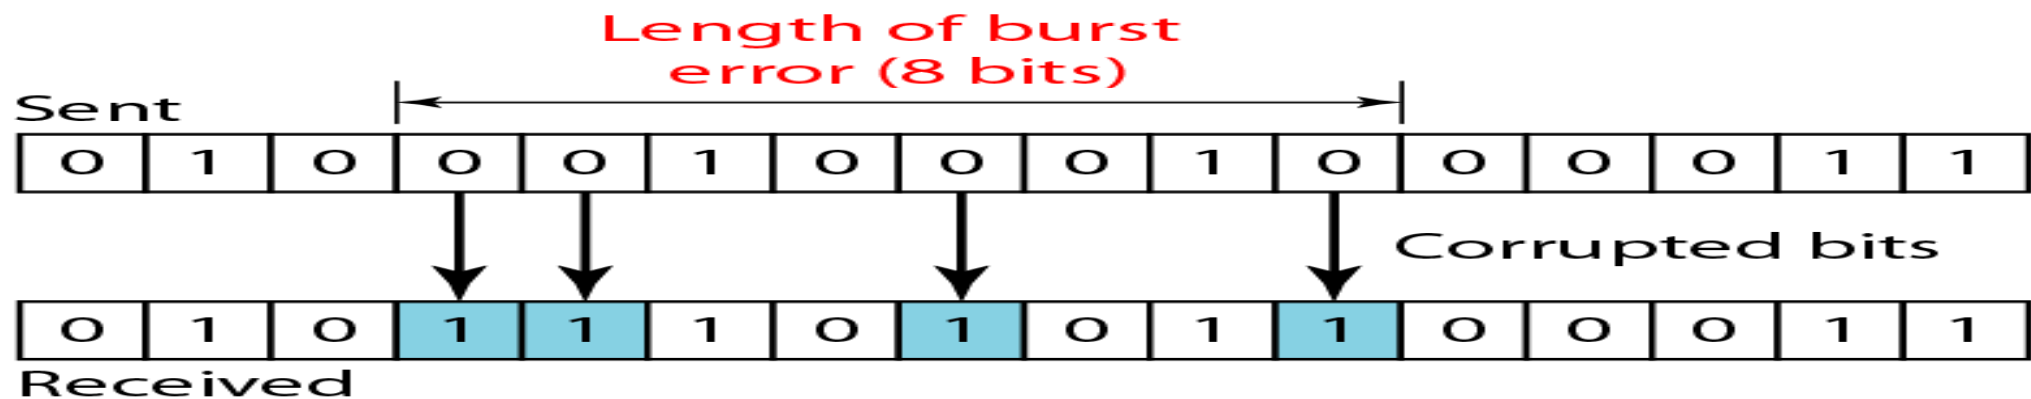 Length of burst
error (8 bits)
Sent
0 1 0 0 0 1 0 0 0 1 0 0 0 0 1 1
Corrupted bits
0 1 0 1 1 1 0 1 0 1 1 0 0 0 1 1
Received